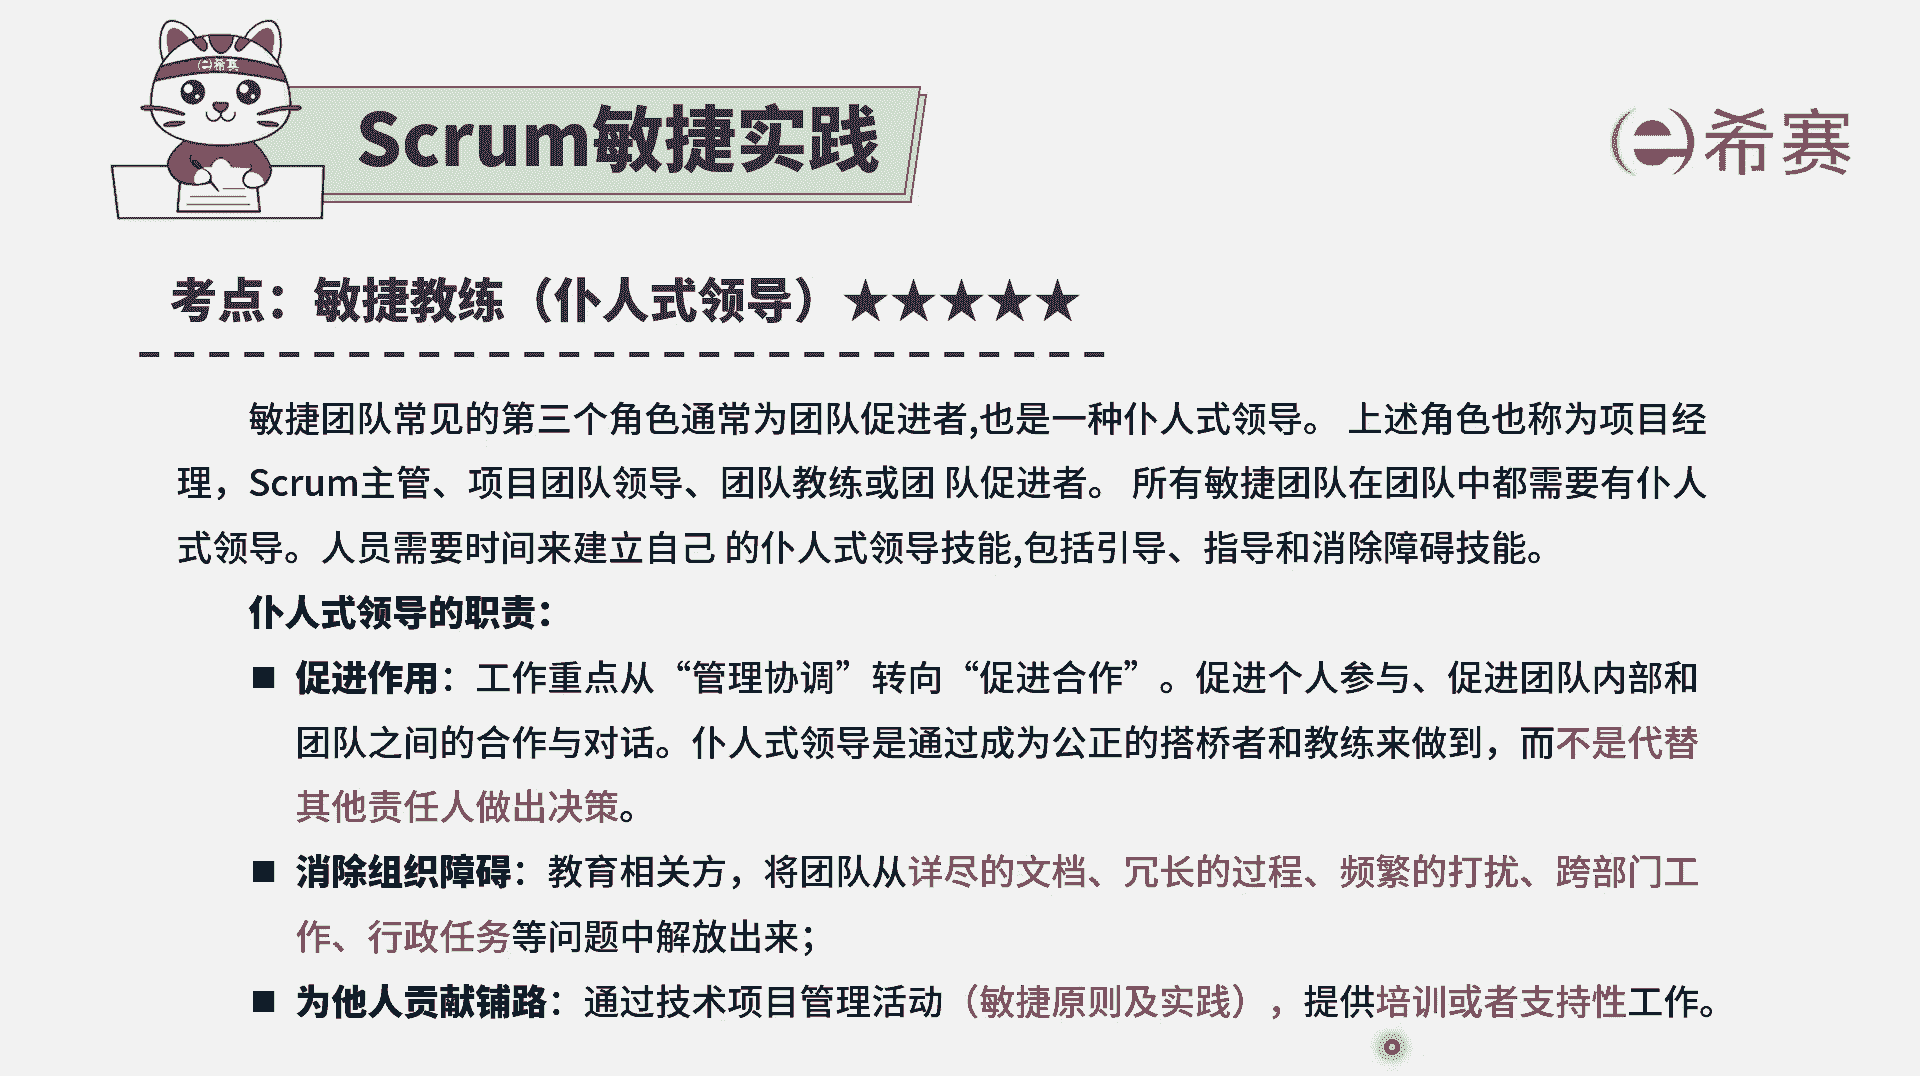 希赛
Scrum敏捷实践
希赛
考点：敏捷教练（仆人式领导）★★★★★
敏捷团队常见的第三个角色通常为团队促进者,也是一种仆人式领导。 上述角色也称为项目经
理，Scrum主管、项目团队领导、团队教练或团 队促进者。 所有敏捷团队在团队中都需要有仆人
式领导。人员需要时间来建立自己 的仆人式领导技能,包括引导、指导和消除障碍技能。
仆人式领导的职责：
■ 促进作用：工作重点从“管理协调”转向“促进合作”。促进个人参与、促进团队内部和
团队之间的合作与对话。仆人式领导是通过成为公正的搭桥者和教练来做到，而不是代替
其他责任人做出决策。
■ 消除组织障碍：教育相关方，将团队从详尽的文档、冗长的过程、频繁的打扰、跨部门工
作、行政任务等问题中解放出来；
■ 为他人贡献铺路：通过技术项目管理活动（敏捷原则及实践），提供培训或者支持性工作。